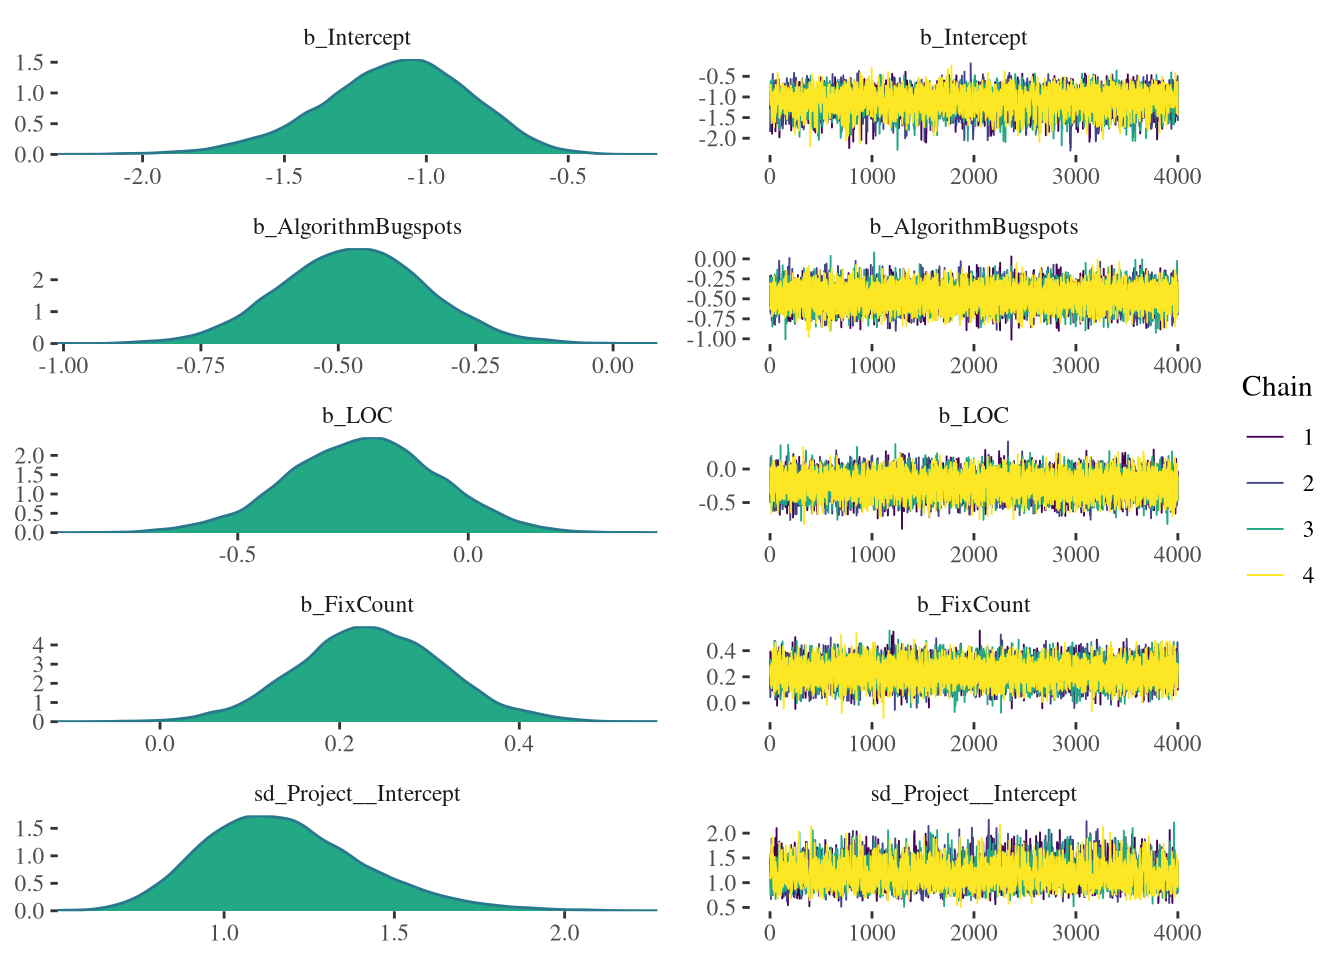 b_Intercept
1.5
1.0
0.5
0.0
-2.0 -1.5 -1.0 -0.5
b_Intercept
-0.5
-1.0
-1.5
-2.0
0 1000 2000 3000 4000
b_AlgorithmBugspots
2
1
0
-1.00 -0.75 -0.50 -0.25 0.00
b_AlgorithmBugspots
0.00
-0.25
-0.50
-0.75
-1.00
0 1000 2000 3000 4000
b_LOC
2.0
1.5
1.0
0.5
0.0
-0.5 0.0
b_LOC
0.0
-0.5
0 1000 2000 3000 4000
b_FixCount
4
3
2
1
0
0.0 0.2 0.4
b_FixCount
0.4
0.2
0.0
0 1000 2000 3000 4000
sd_Project__Intercept
1.5
1.0
0.5
0.0
1.0 1.5 2.0
sd_Project__Intercept
2.0
1.5
1.0
0.5
0 1000 2000 3000 4000
Chain
1
2
3
4